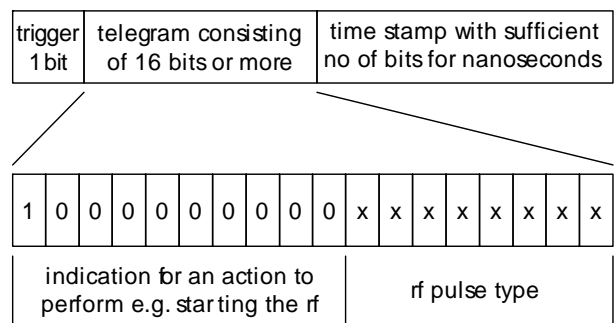 trigger
1 bit
telegram consisting
of 16 bits or more
time stamp with sufficient
no of bits for nanoseconds
1 0 0 0 0 0 0 0 0 0 x x x x x x x x
indication for an action to
perform e.g. starting the rf
rf pulse type